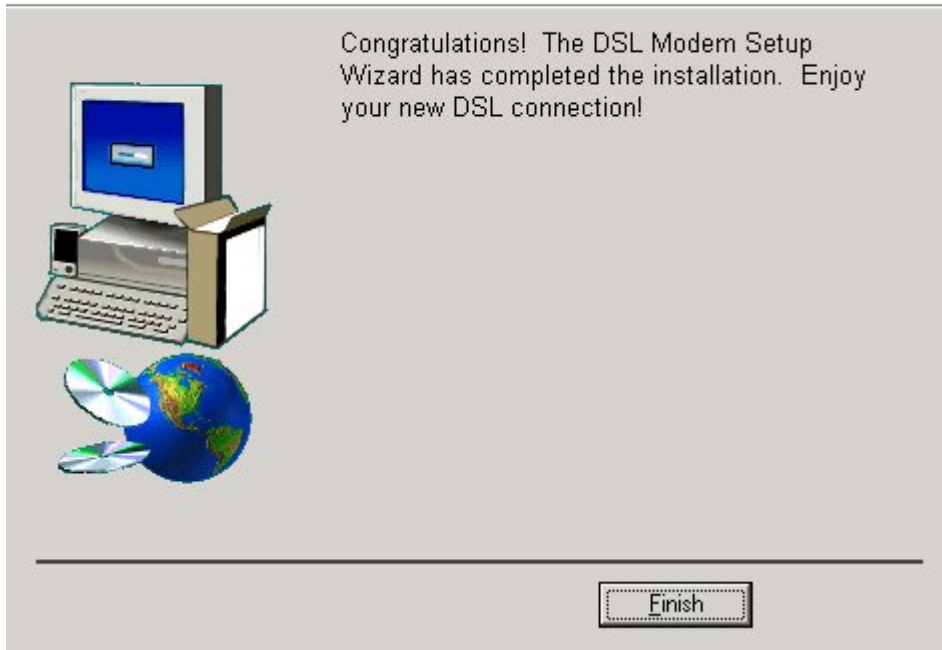 Congratulations!  The DSL Modem Setup
Wizard has completed the installation.  Enjoy
your new DSL connection!
Finish